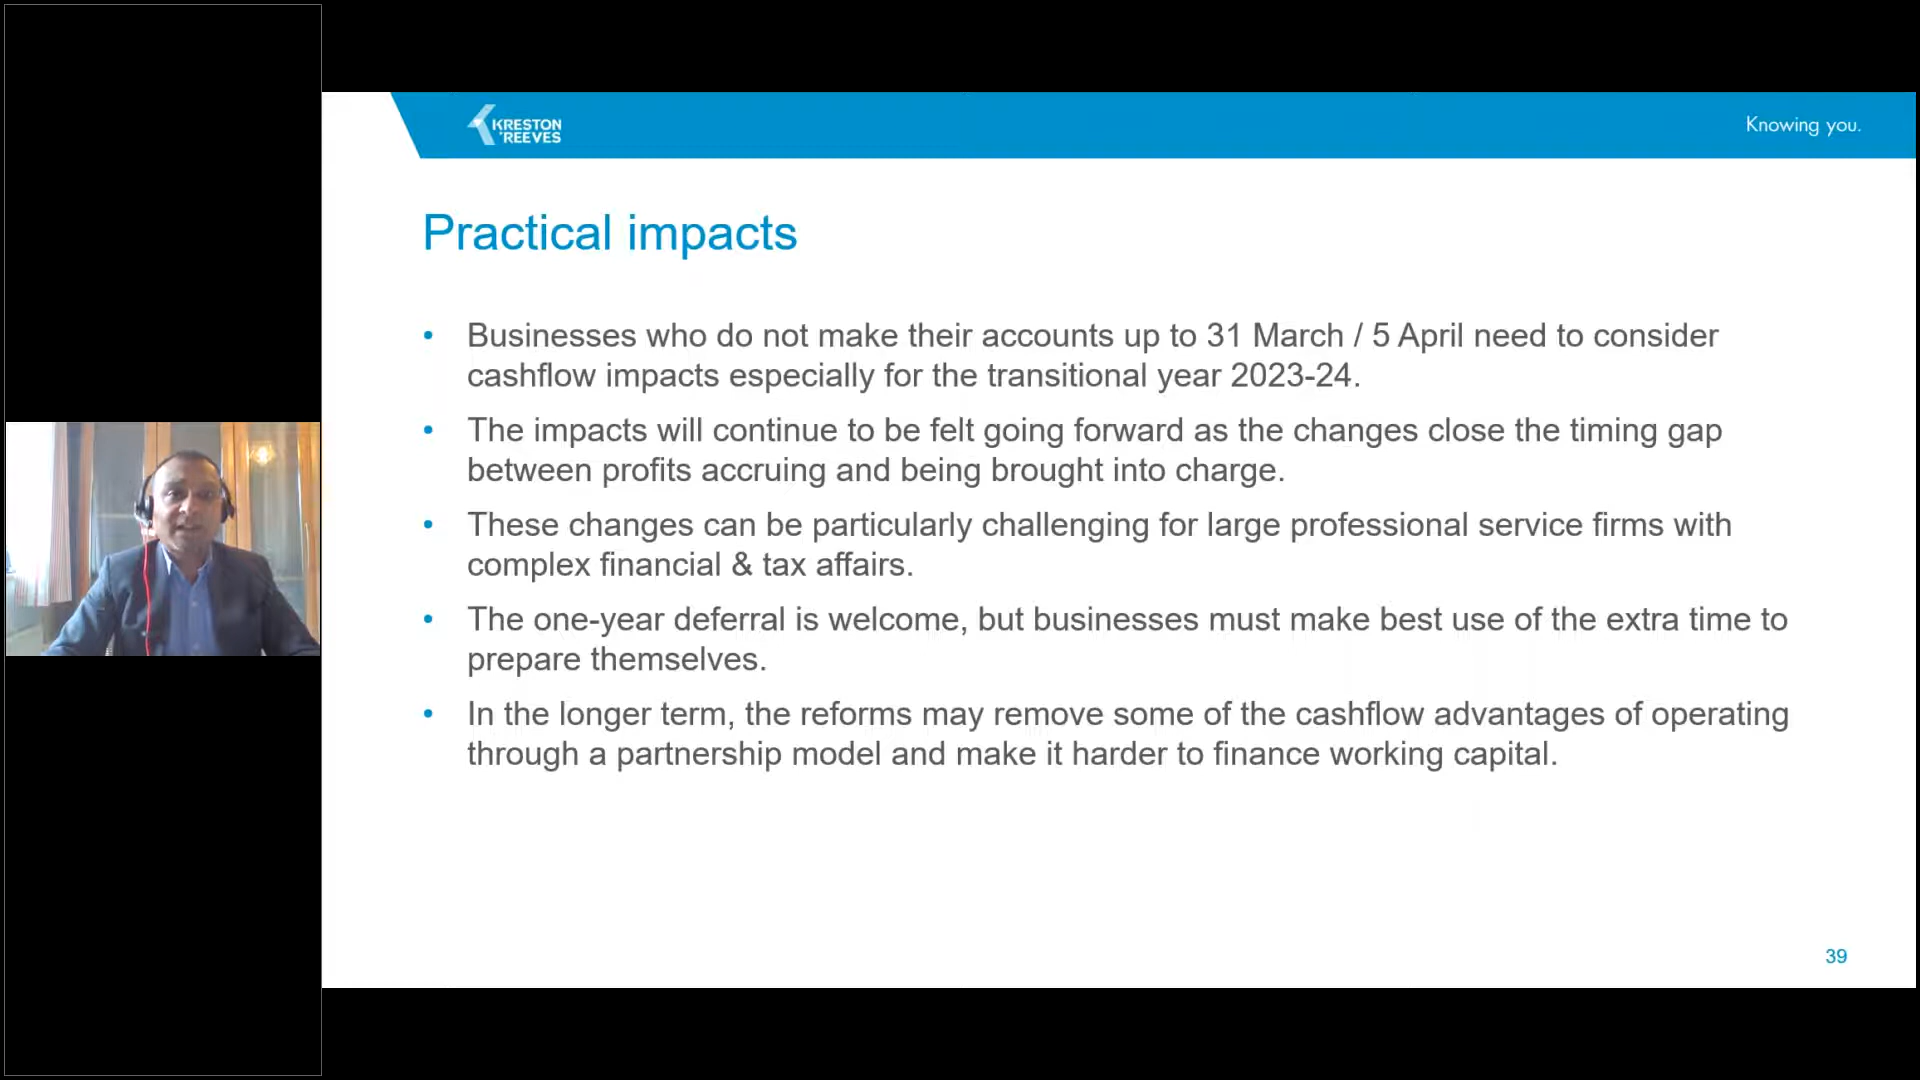 KRESTON
REEVES
Knowing you.
Practical impacts
• Businesses who do not make their accounts up to 31 March / 5 April need to consider
cashflow impacts especially for the transitional year 2023-24.
• The impacts will continue to be felt going forward as the changes close the timing gap
between profits accruing and being brought into charge.
• These changes can be particularly challenging for large professional service firms with
complex financial & tax affairs.
• The one-year deferral is welcome, but businesses must make best use of the extra time to
prepare themselves.
• In the longer term, the reforms may remove some of the cashflow advantages of operating
through a partnership model and make it harder to finance working capital.
39